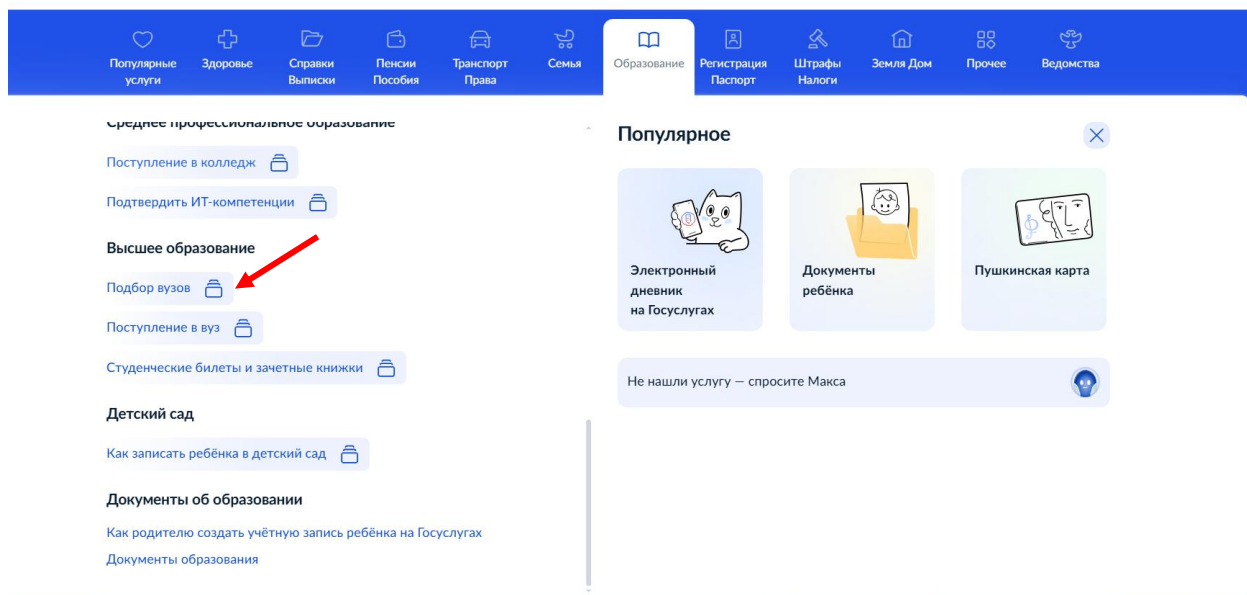 Популярные
услуги
Здоровье
Справки
Выписки
Пенсии
Пособия
Транспорт
Права
Семья
Образование
Регистрация
Паспорт
Штрафы
Налоги
Земля Дом
Прочее
Ведомства
Среднее профессиональное образование
Поступление в колледж
Подтвердить ИТ-компетенции
Высшее образование
Подбор вузов
Поступление в вуз
Студенческие билеты и зачетные книжки
Детский сад
Как записать ребёнка в детский сад
Документы об образовании
Как родителю создать учётную запись ребёнка на Госуслугах
Документы образования
Популярное
Электронный
дневник
на Госуслугах
Документы
ребёнка
Пушкинская карта
Не нашли услугу — спросите Макса